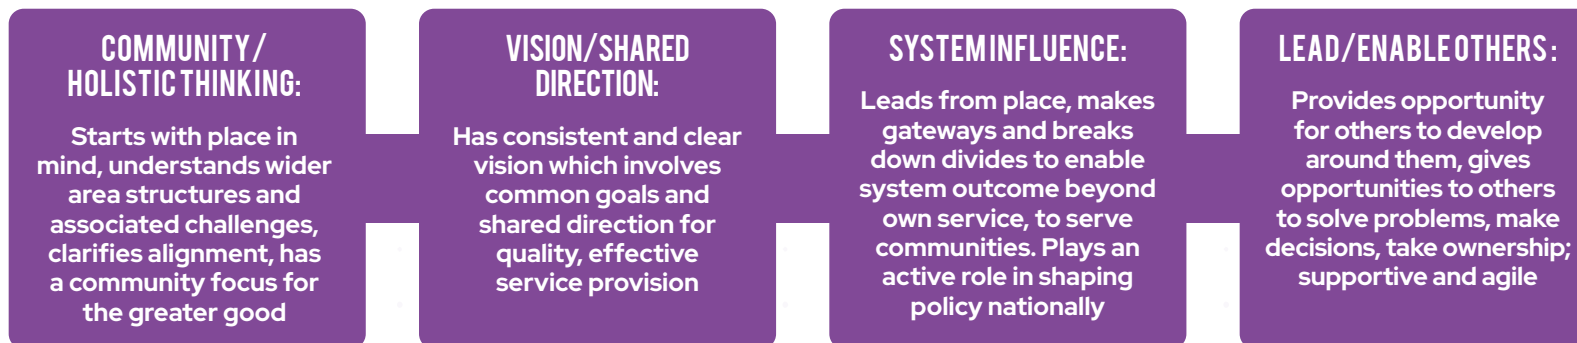 COMMUNITY/
HOLISTIC THINKING:
Starts with place in
mind, understands wider
area structures and
associated challenges,
clarifies alignment, has
a community focus for
the greater good
VISION/SHARED
DIRECTION:
Has consistent and clear
vision which involves
common goals and
shared direction for
quality, effective
service provision
SYSTEM INFLUENCE:
Leads from place, makes
gateways and breaks
down divides to enable
system outcome beyond
own service, to serve
communities. Plays an
active role in shaping
policy nationally
LEAD/ENABLE OTHERS:
Provides opportunity
for others to develop
around them, gives
opportunities to others
to solve problems, make
decisions, take ownership;
supportive and agile